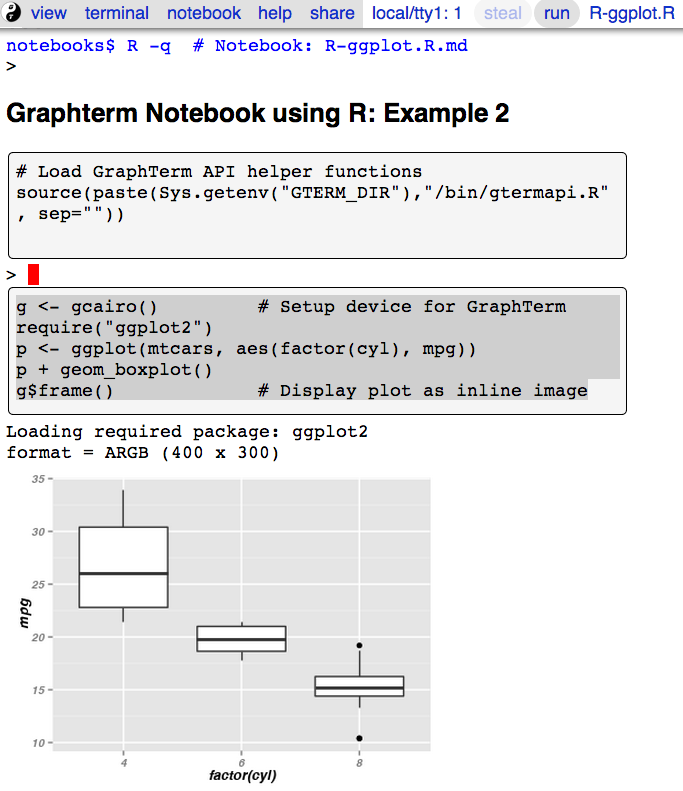 view terminal notebook help share local/tty1: 1 steal run R-ggplot.R
notebooks$ R -q  # Notebook: R-ggplot.R.md
>
Graphterm Notebook using R: Example 2
# Load GraphTerm API helper functions
source(paste(Sys.getenv("GTERM_DIR"),"/bin/gtermapi.R"
, sep=""))
>
g <- gcairo()          # Setup device for GraphTerm
require("ggplot2")
p <- ggplot(mtcars, aes(factor(cyl), mpg))
p + geom_boxplot()
g$frame()              # Display plot as inline image
Loading required package: ggplot2
format = ARGB (400 x 300)
35
30
25
20
15
10
mpg
4 6 8
factor(cyl)